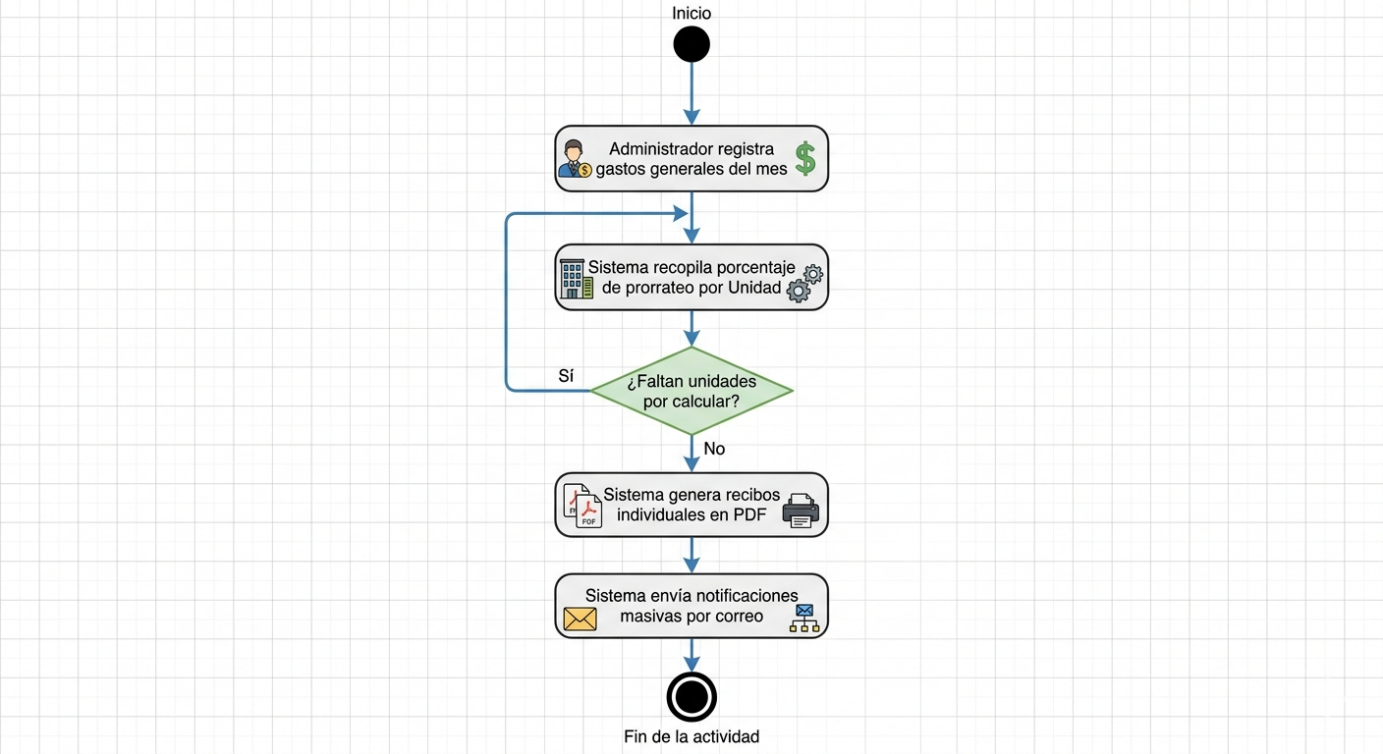 Inicio
Administrador registra
gastos generales del mes
$
$
Sistema recopila porcentaje
de prorrateo por Unidad
Sí
¿Faltan unidades
por calcular?
No
Sistema genera recibos
individuales en PDF
FOF
Sistema envía notificaciones
masivas por correo
Fin de la actividad